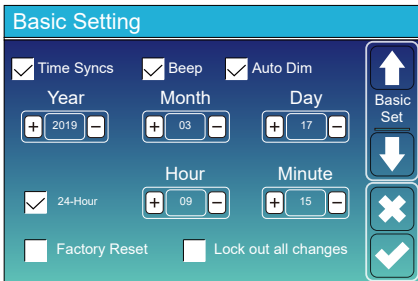 Basic Setting
Time Syncs Beep Auto Dim
Year Month Day
+ 2019 − + 03 − + 17 −
Basic
Set
Hour Minute
24-Hour + 09 − + 15 −
Factory Reset Lock out all changes